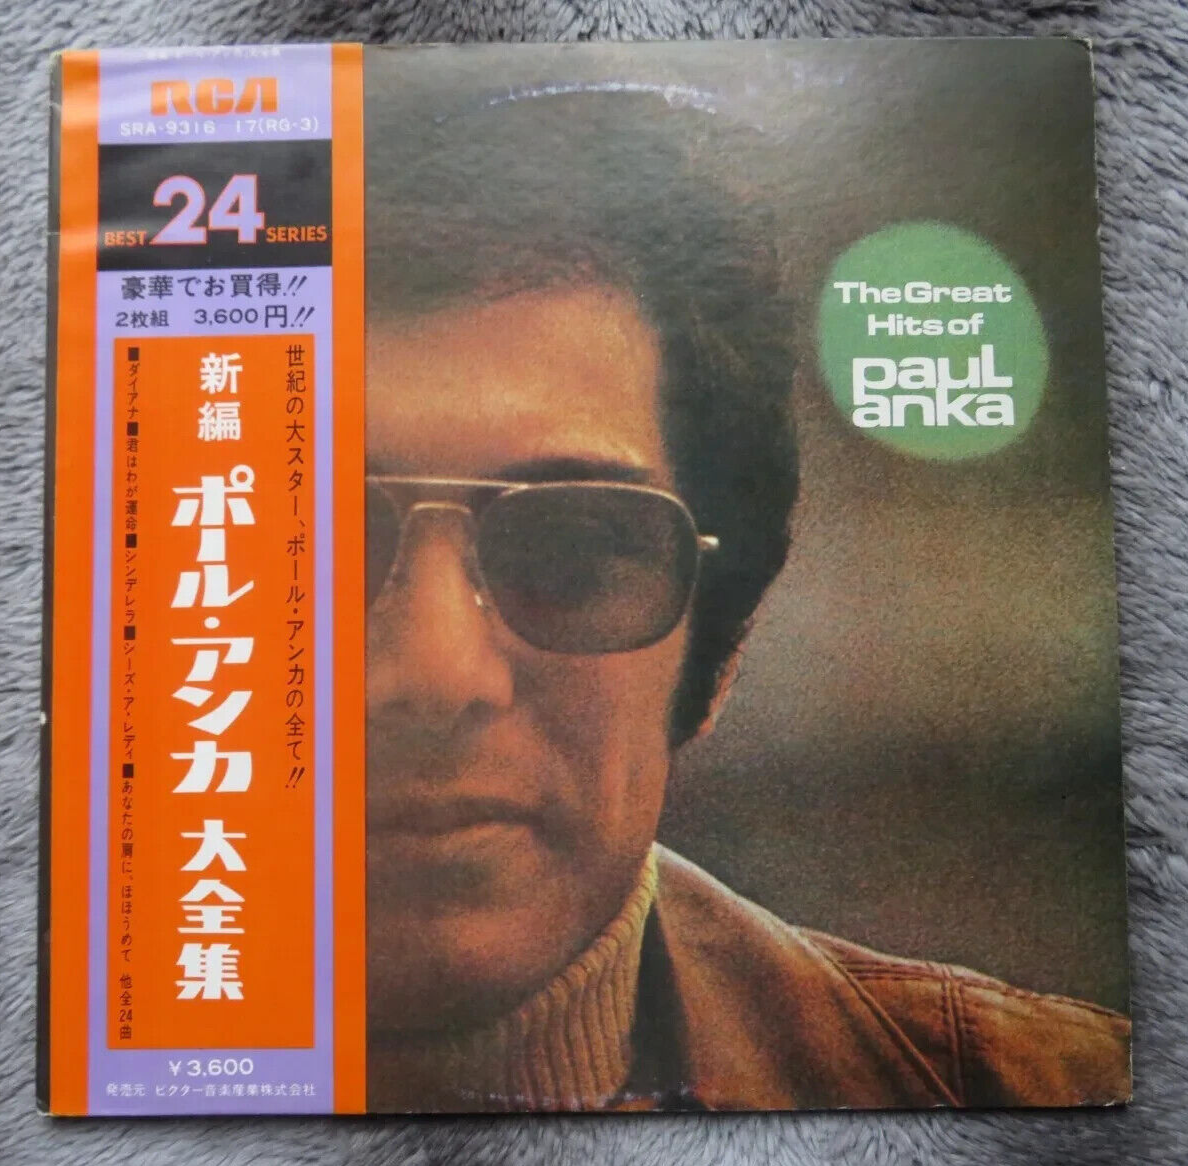 RCA
SRA-9316 17(RG-3)
BEST 24 SERIES
豪華でお買得!!
2枚組 3,600円!!
世紀の大スター、ポール・アンカの全て!!
新編
ポール・アンカ 大全集
■ダイアナ■君はわが運命■シンデレラ■シーズ・ア・レディ■あなたの肩に、ほほうめて 他全24曲
¥3,600
発売元 ビクター音楽産業株式会社
The Great
Hits of
paul
anka